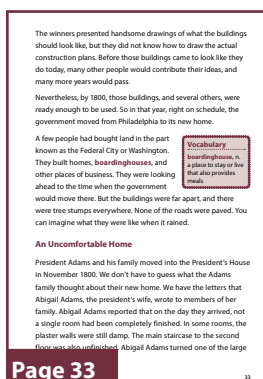 The winners presented handsome drawings of what the buildings
should look like, but they did not know how to draw the actual
construction plans. Before those buildings came to look like they
do today, many other people would contribute their ideas, and
many more years would pass.
Nevertheless, by 1800, those buildings, and several others, were
ready enough to be used. So in that year, right on schedule, the
government moved from Philadelphia to its new home.
A few people had bought land in the part
known as the Federal City or Washington.
They built homes, boardinghouses, and
other places of business. They were looking
ahead to the time when the government
would move there. But the buildings were far apart, and there
were tree stumps everywhere. None of the roads were paved. You
can imagine what they were like when it rained.
Vocabulary
boardinghouse, n.
a place to stay or live
that also provides
meals
An Uncomfortable Home
President Adams and his family moved into the President's House
in November 1800. We don't have to guess what the Adams
family thought about their new home. We have the letters that
Abigail Adams, the president's wife, wrote to members of her
family. Abigail Adams reported that on the day they arrived, not
a single room had been completely finished. In some rooms, the
plaster walls were still damp. The main staircase to the second
floor was also unfinished. Abigail Adams turned one of the large
Page 33
33